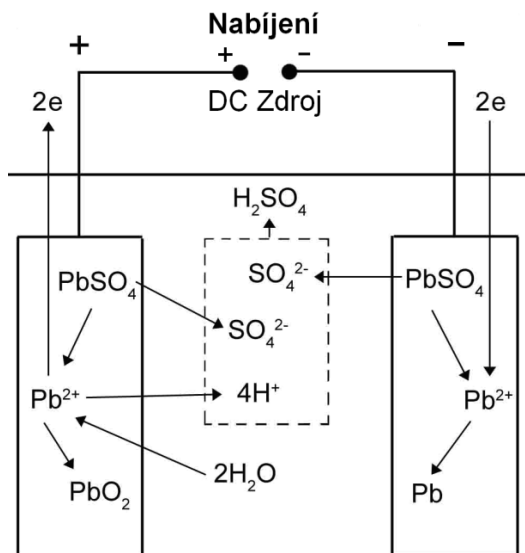 Nabíjení
+ + - -
2e DC Zdroj 2e
H₂SO₄
PbSO₄ SO₄²⁻ PbSO₄
SO₄²⁻
Pb²⁺ 4H⁺ Pb²⁺
2H₂O
PbO₂ Pb